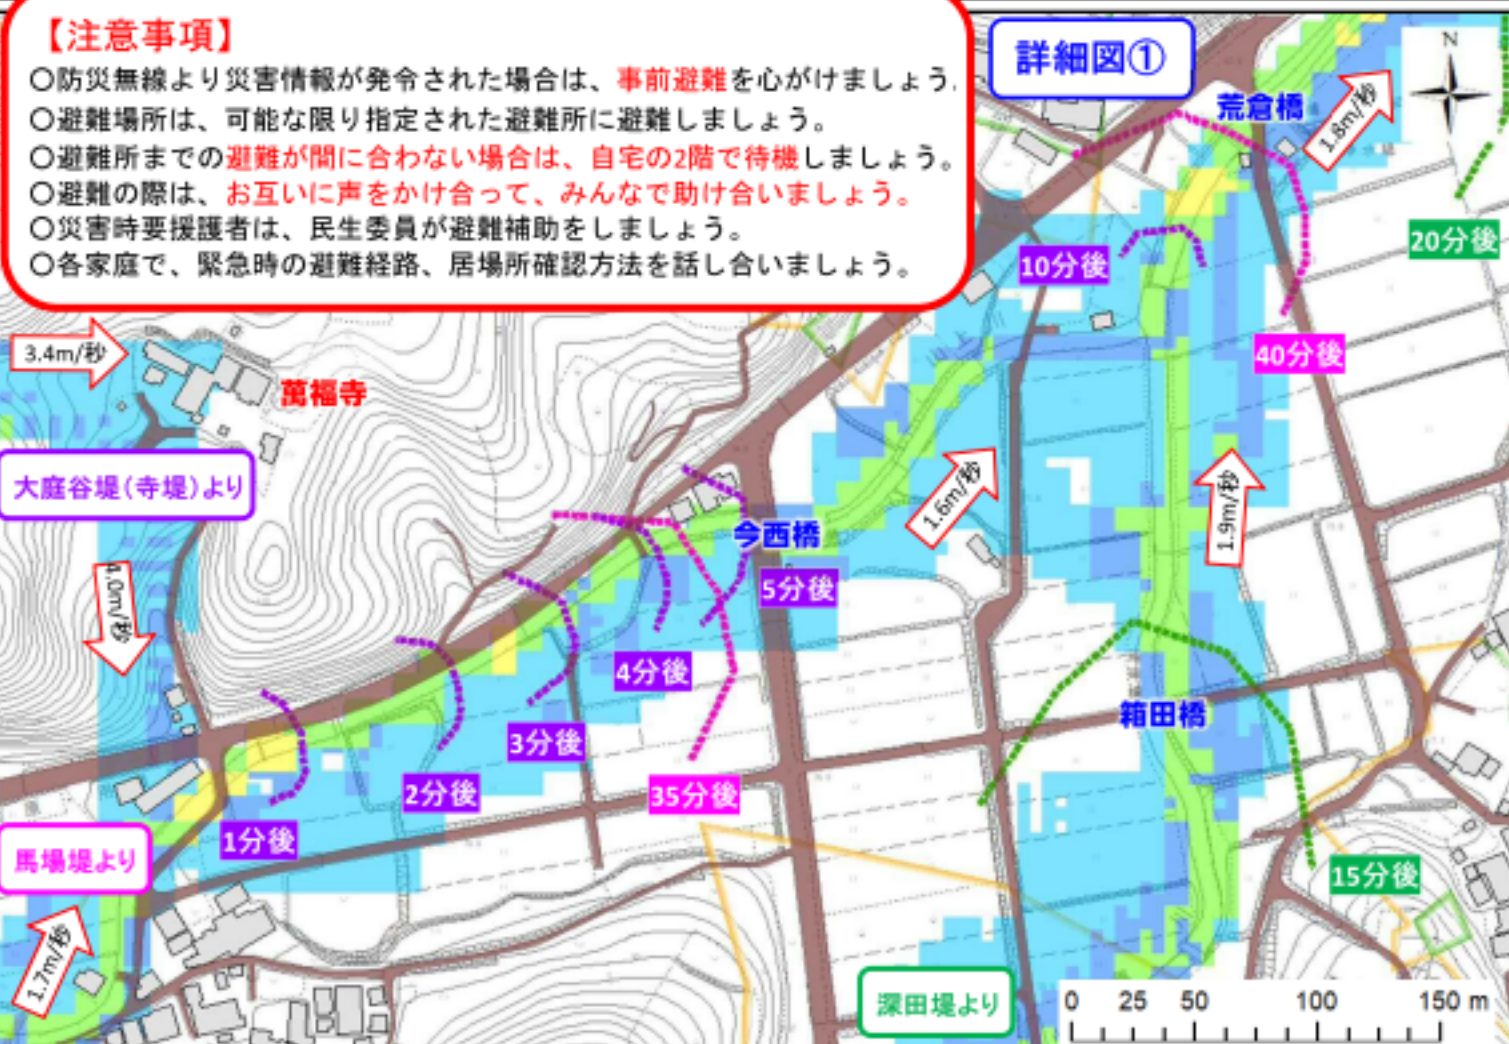 【注意事項】
○防災無線より災害情報が発令された場合は、事前避難を心がけましょう.
○避難場所は、可能な限り指定された避難所に避難しましょう。
○避難所までの避難が間に合わない場合は、自宅の2階で待機しましょう。
○避難の際は、お互いに声をかけ合って、みんなで助け合いましょう。
○災害時要援護者は、民生委員が避難補助をしましょう。
○各家庭で、緊急時の避難経路、居場所確認方法を話し合いましょう。
詳細図①
N
荒倉橋
1.8m/秒
20分後
10分後
40分後
3.4m/秒
萬福寺
大庭谷堤(寺堤)より
1.6m/秒
1.9m/秒
今西橋
5分後
4.0m/秒
4分後
箱田橋
3分後
2分後
35分後
1分後
馬場堤より
15分後
1.7m/秒
深田堤より
0 25 50 100 150 m